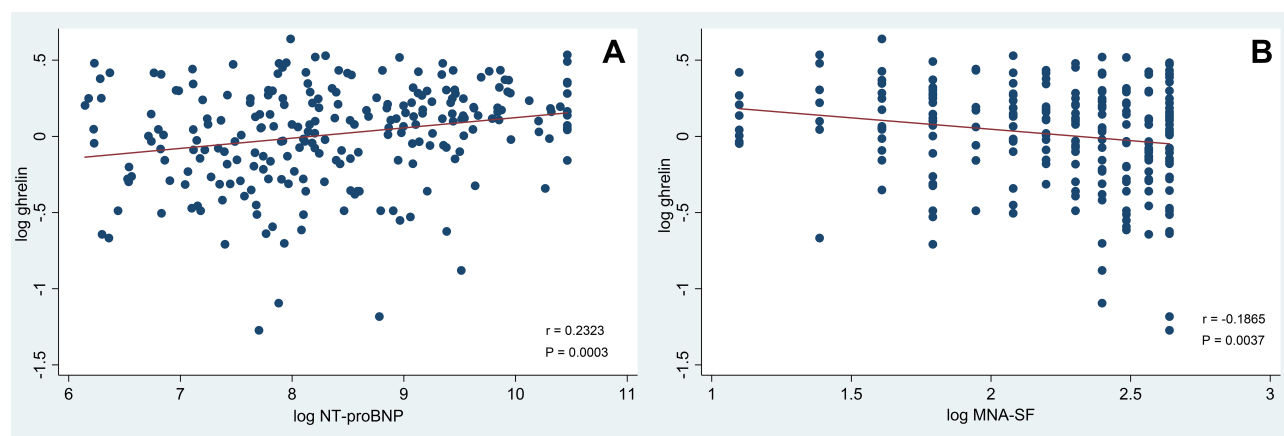 A
.5
0
-.5
-1
-1.5
log ghrelin
r = 0.2323
P = 0.0003
6 7 8 9 10 11
log NT-proBNP
B
.5
0
-.5
-1
-1.5
log ghrelin
r = -0.1865
P = 0.0037
1 1.5 2 2.5 3
log MNA-SF